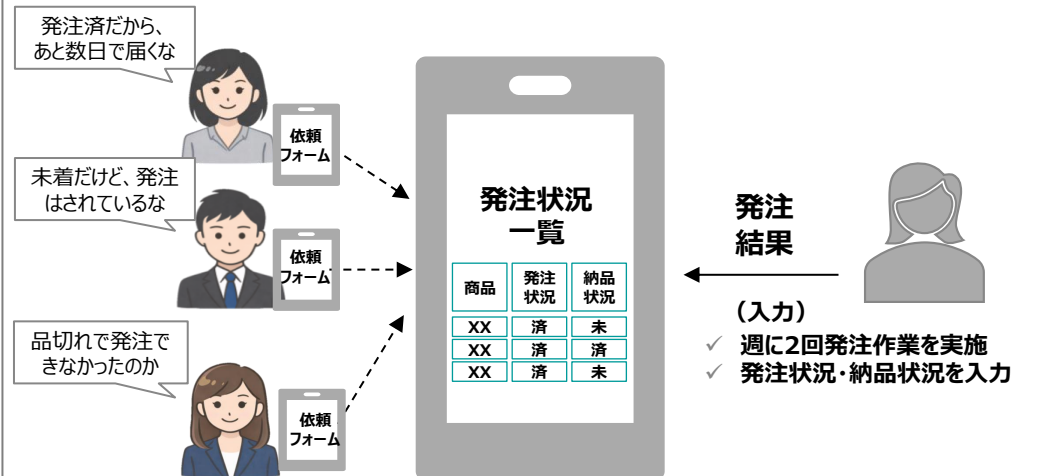 発注済だから、
あと数日で届くな
依頼
フォーム
未着だけど、発注
はされているな
依頼
フォーム
品切れで発注で
きなかったのか
依頼
フォーム
発注状況
一覧
商品 発注状況 納品状況
XX 済 未
XX 済 済
XX 済 未
発注
結果
（入力）
✓ 週に2回発注作業を実施
✓ 発注状況・納品状況を入力